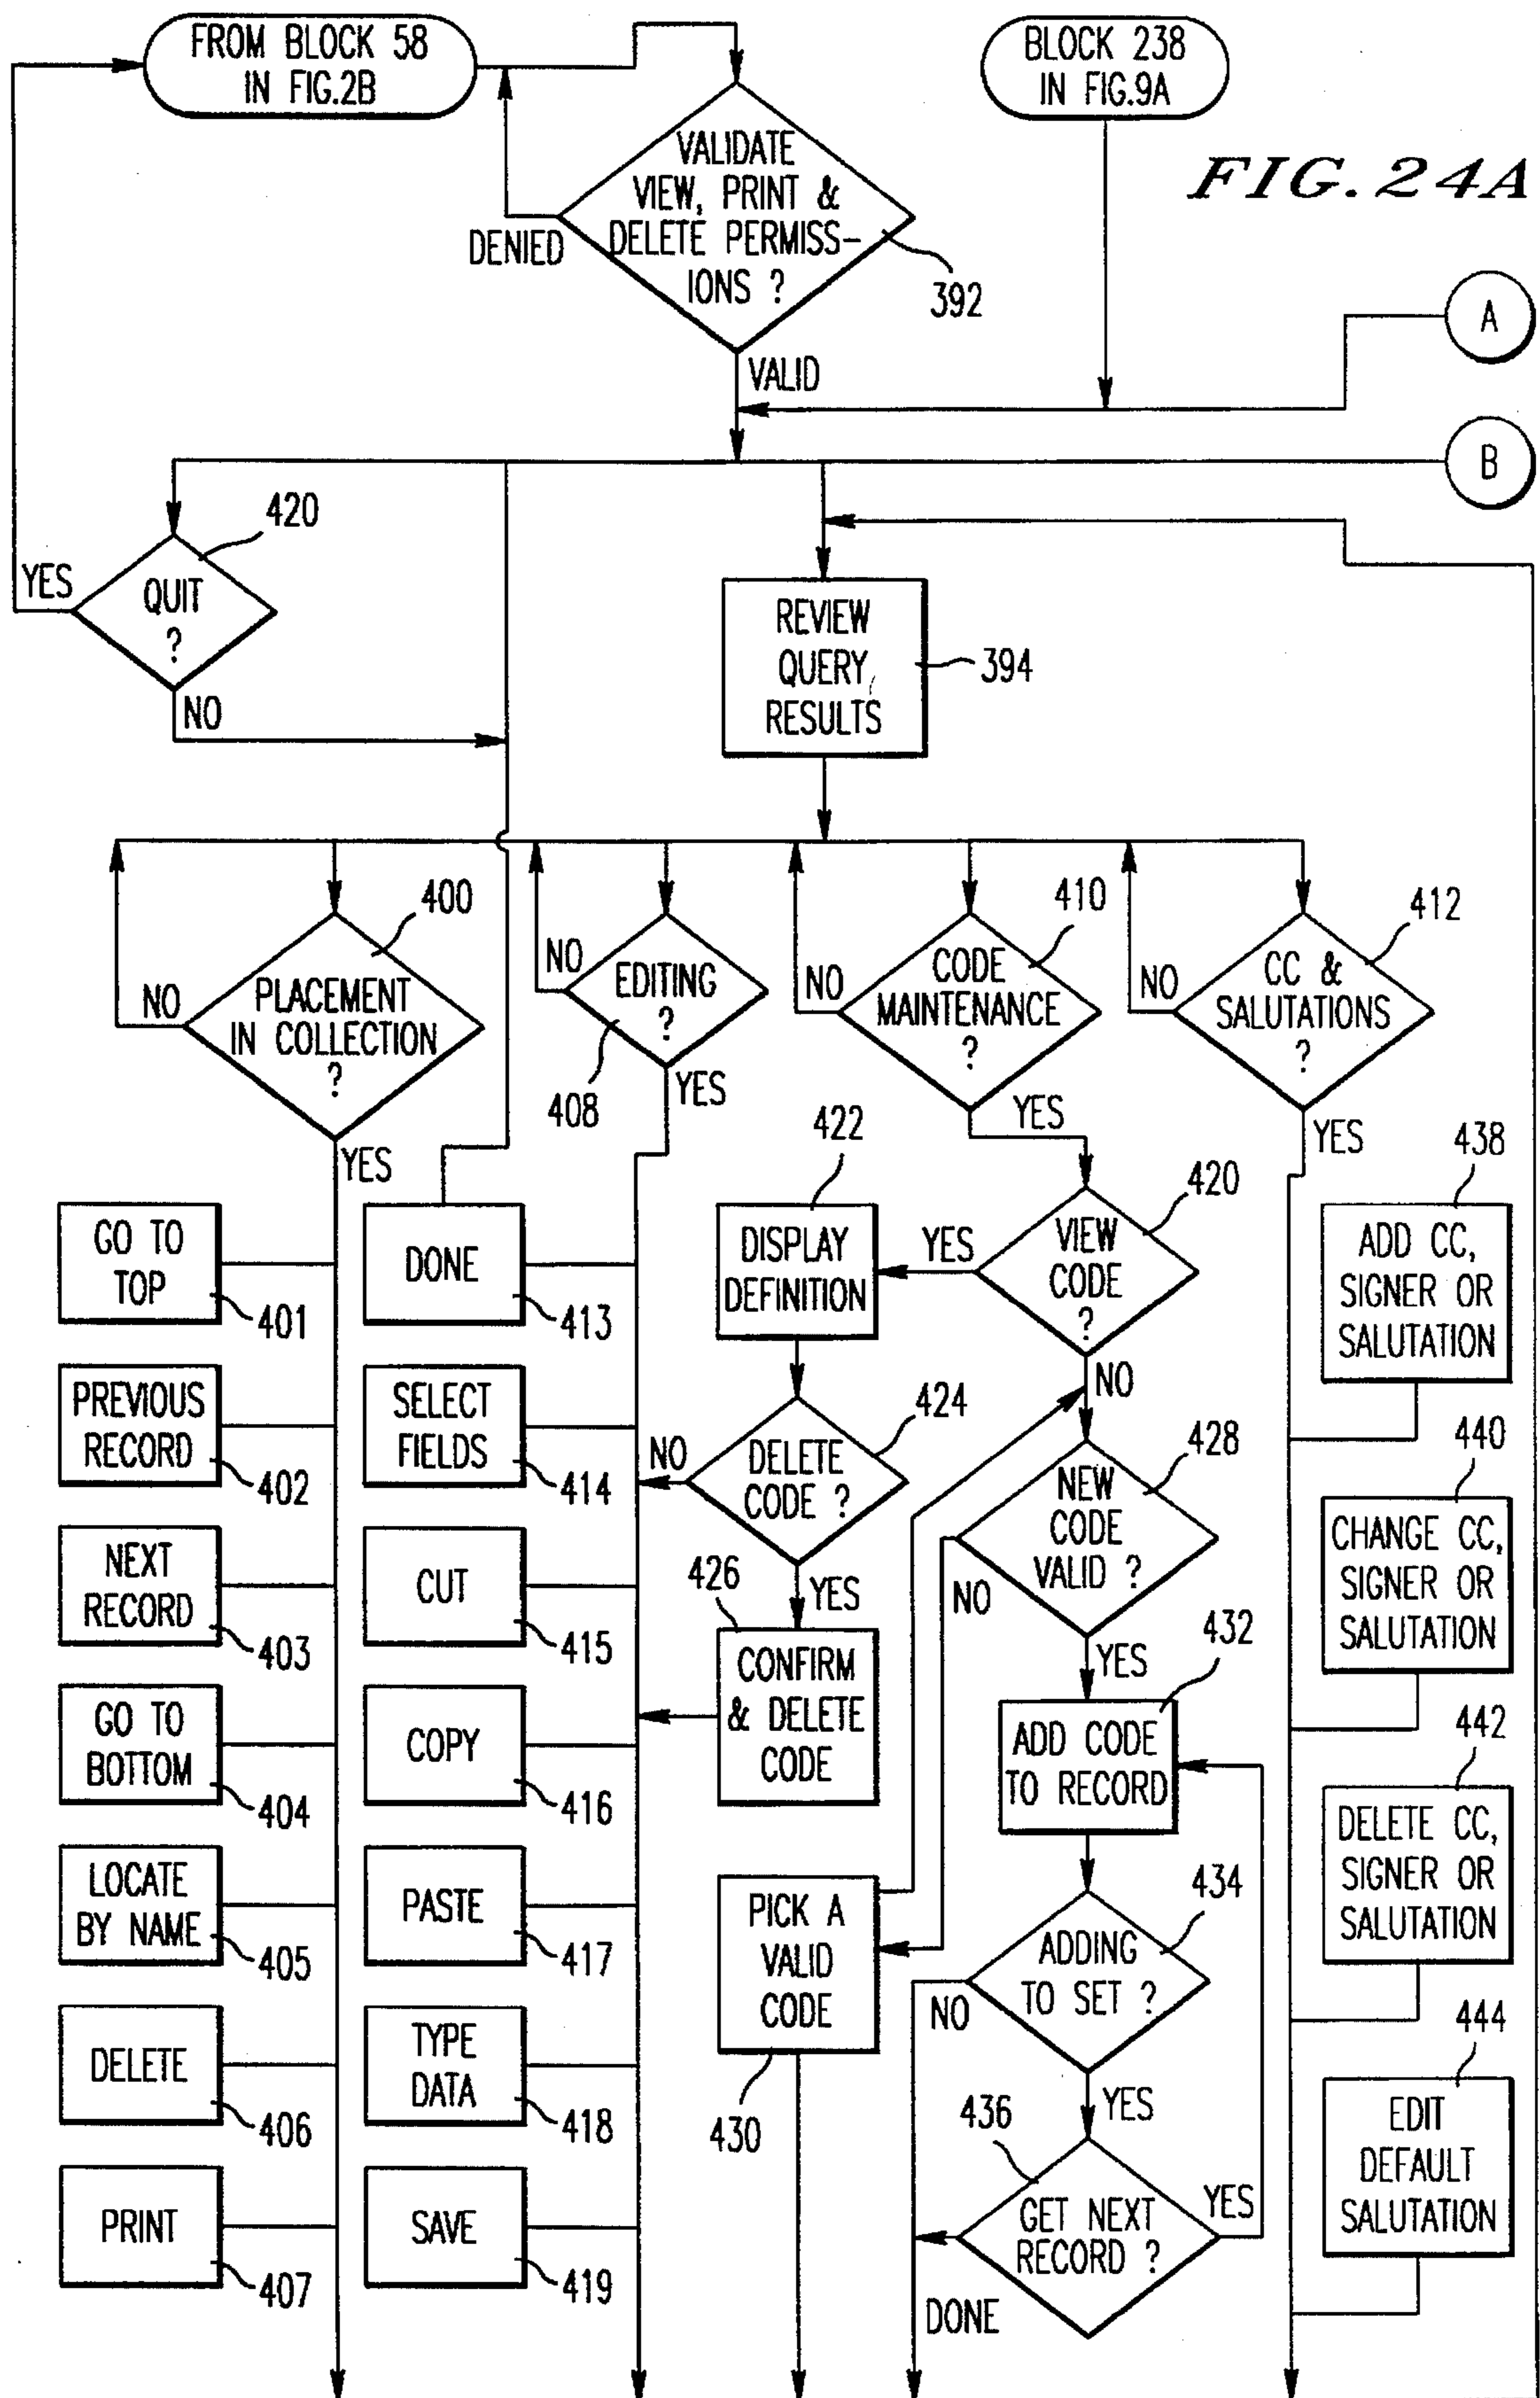 FROM BLOCK 58
IN FIG.2B
BLOCK 238
IN FIG.9A
FIG. 24A
VALIDATE
VIEW, PRINT &
DELETE PERMISS-
IONS ?
DENIED
392
VALID
A
B
420
YES
QUIT
?
NO
REVIEW
QUERY
RESULTS
394
400
NO
PLACEMENT
IN COLLECTION
?
YES
NO
EDITING
?
408
YES
410
NO
CODE
MAINTENANCE
?
YES
412
NO
CC &
SALUTATIONS
?
YES
GO TO
TOP
401
PREVIOUS
RECORD
402
NEXT
RECORD
403
GO TO
BOTTOM
404
LOCATE
BY NAME
405
DELETE
406
PRINT
407
DONE
413
SELECT
FIELDS
414
CUT
415
COPY
416
PASTE
417
TYPE
DATA
418
SAVE
419
422
DISPLAY
DEFINITION
YES
420
VIEW
CODE
?
NO
424
NO
DELETE
CODE ?
YES
426
CONFIRM
& DELETE
CODE
428
NEW
CODE
VALID ?
NO
YES
432
ADD CODE
TO RECORD
PICK A
VALID
CODE
430
434
ADDING
TO SET ?
NO
YES
436
GET NEXT
RECORD ?
YES
DONE
438
ADD CC,
SIGNER OR
SALUTATION
440
CHANGE CC,
SIGNER OR
SALUTATION
442
DELETE CC,
SIGNER OR
SALUTATION
444
EDIT
DEFAULT
SALUTATION